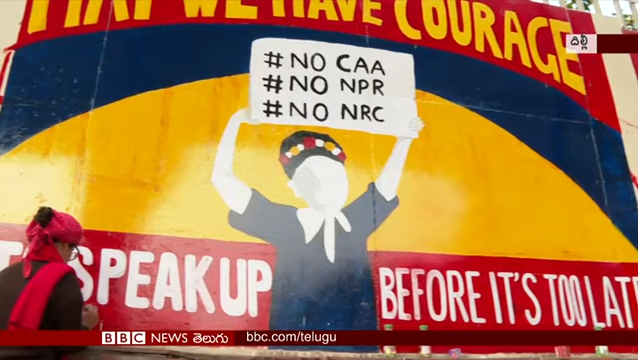 MAY WE HAVE COURAGE
ఢిల్లీ
#NO CAA
#NO NPR
#NO NRC
SPEAK UP
BEFORE IT'S TOO LATE
BBC NEWS తెలుగు
bbc.com/telugu